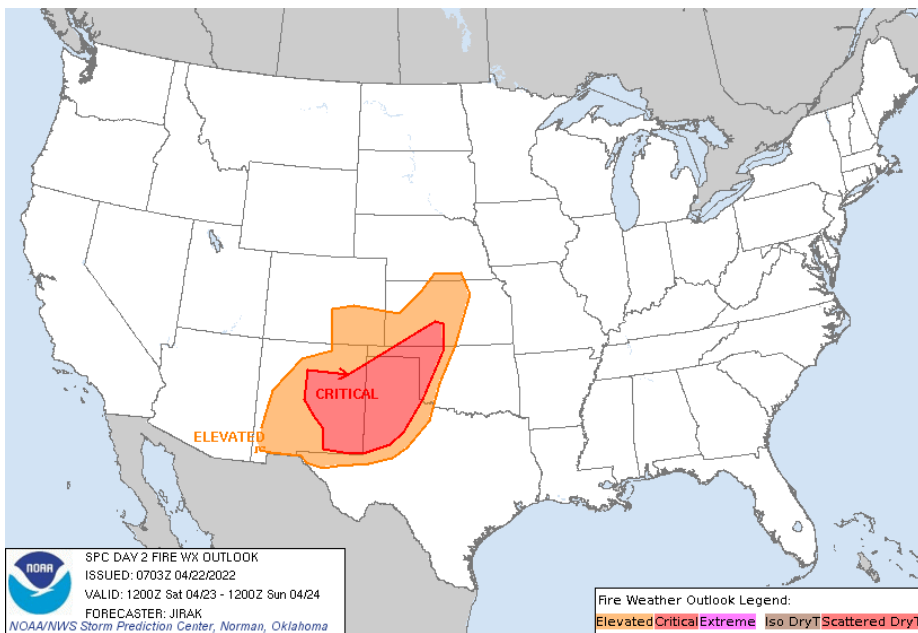 CRITICAL
ELEVATED
NOAA
SPC DAY 2 FIRE WX OUTLOOK
ISSUED: 0703Z 04/22/2022
VALID: 1200Z Sat 04/23 - 1200Z Sun 04/24
FORECASTER: JIRAK
NOAA/NWS Storm Prediction Center, Norman, Oklahoma
Fire Weather Outlook Legend:
Elevated Critical Extreme Iso DryT Scattered DryT